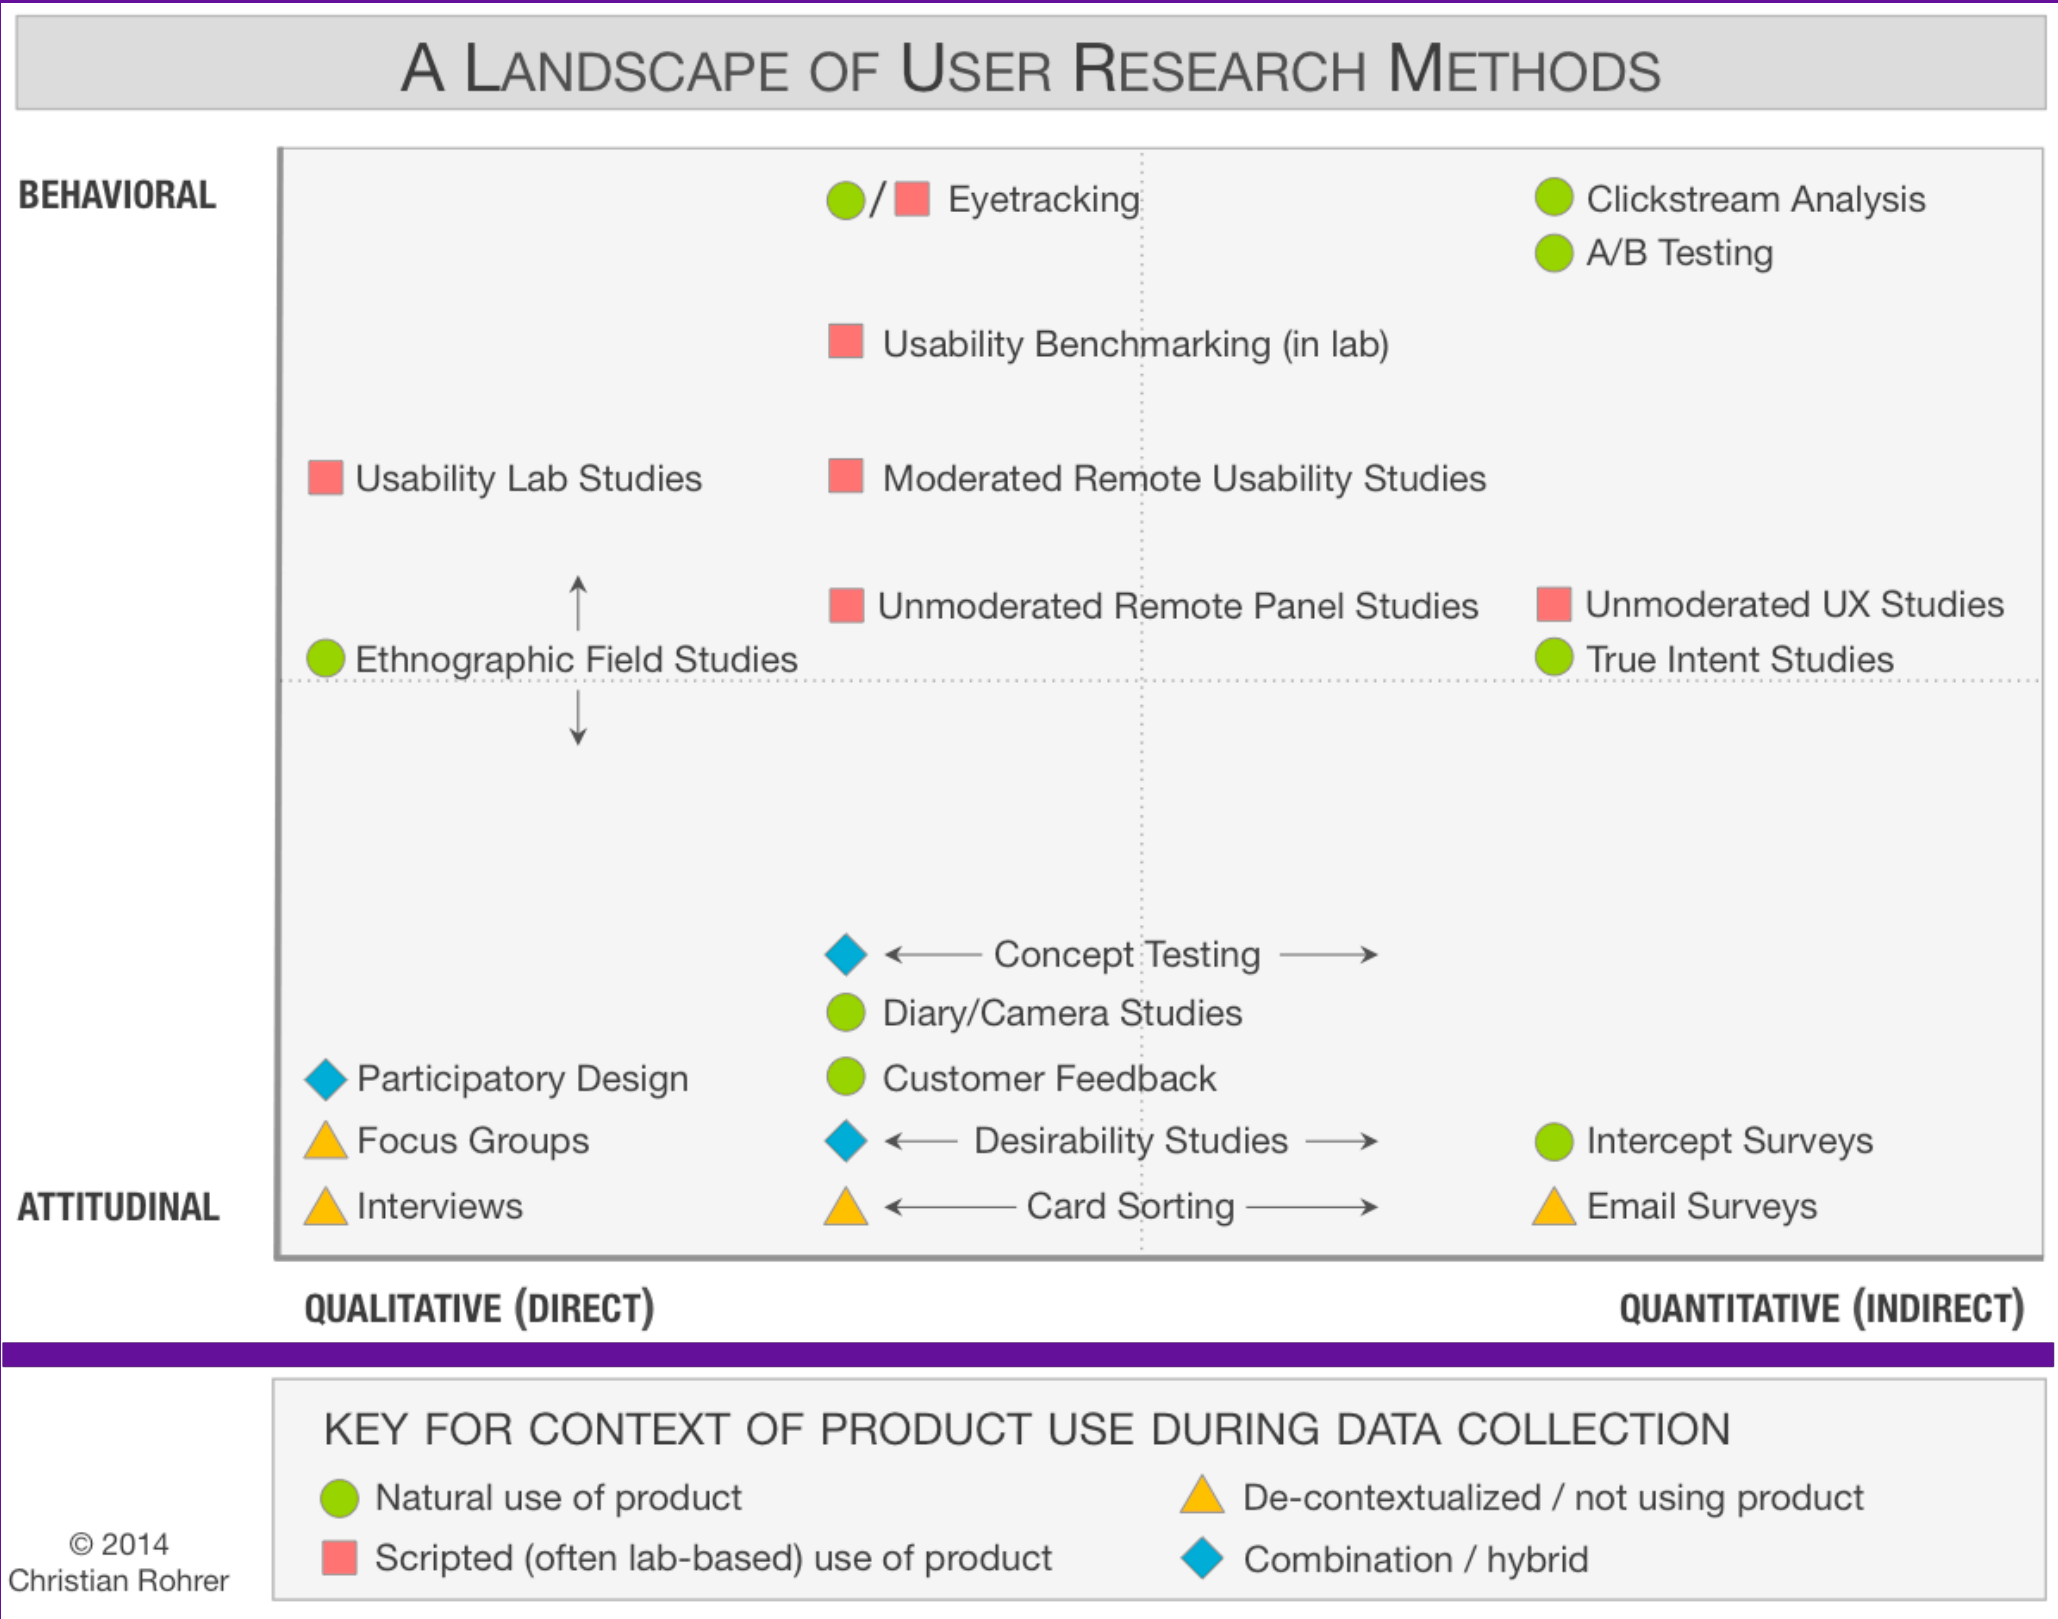 A LANDSCAPE OF USER RESEARCH METHODS
BEHAVIORAL
/ Eyetracking
Clickstream Analysis
A/B Testing
Usability Benchmarking (in lab)
Usability Lab Studies
Moderated Remote Usability Studies
Unmoderated Remote Panel Studies
Unmoderated UX Studies
Ethnographic Field Studies
True Intent Studies
Concept Testing
Diary/Camera Studies
Participatory Design
Customer Feedback
Focus Groups
Desirability Studies
Intercept Surveys
ATTITUDINAL
Interviews
Card Sorting
Email Surveys
QUALITATIVE (DIRECT)
QUANTITATIVE (INDIRECT)
KEY FOR CONTEXT OF PRODUCT USE DURING DATA COLLECTION
Natural use of product
De-contextualized / not using product
Scripted (often lab-based) use of product
Combination / hybrid
© 2014
Christian Rohrer